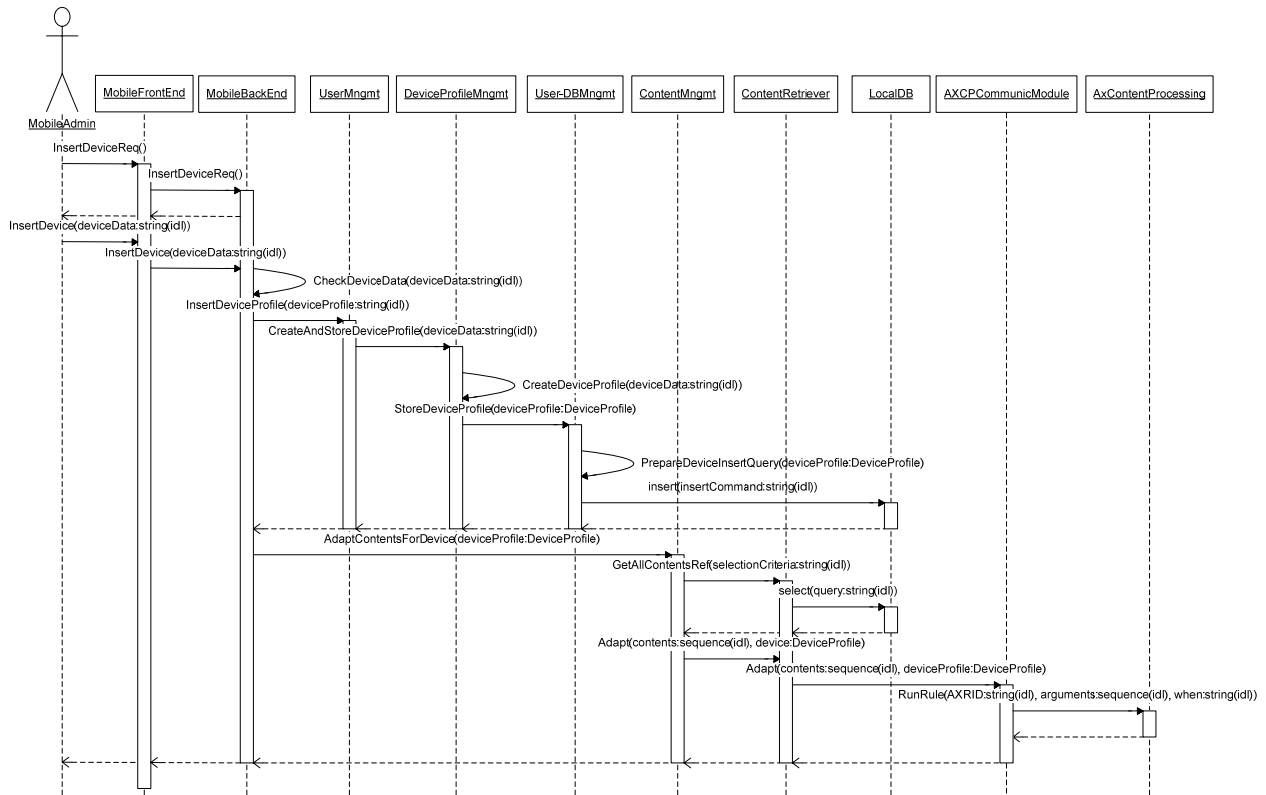 MobileFrontEnd
MobileBackEnd
UserMngmt
DeviceProfileMngmt
User-DBMngmt
ContentMngmt
ContentRetriever
LocalDB
AXCPCommunicModule
AxContentProcessing
MobileAdmin
InsertDeviceReq()
InsertDeviceReq()
InsertDevice(deviceData:string(idl))
InsertDevice(deviceData:string(idl))
CheckDeviceData(deviceData:string(idl))
InsertDeviceProfile(deviceProfile:string(idl))
CreateAndStoreDeviceProfile(deviceData:string(idl))
CreateDeviceProfile(deviceData:string(idl))
StoreDeviceProfile(deviceProfile:DeviceProfile)
PrepareDeviceInsertQuery(deviceProfile:DeviceProfile)
insert(insertCommand:string(idl))
AdaptContentsForDevice(deviceProfile:DeviceProfile)
GetAllContentsRef(selectionCriteria:string(idl))
select(query:string(idl))
Adapt(contents:sequence(idl), device:DeviceProfile)
Adapt(contents:sequence(idl), deviceProfile:DeviceProfile)
RunRule(AXRID:string(idl), arguments:sequence(idl), when:string(idl))